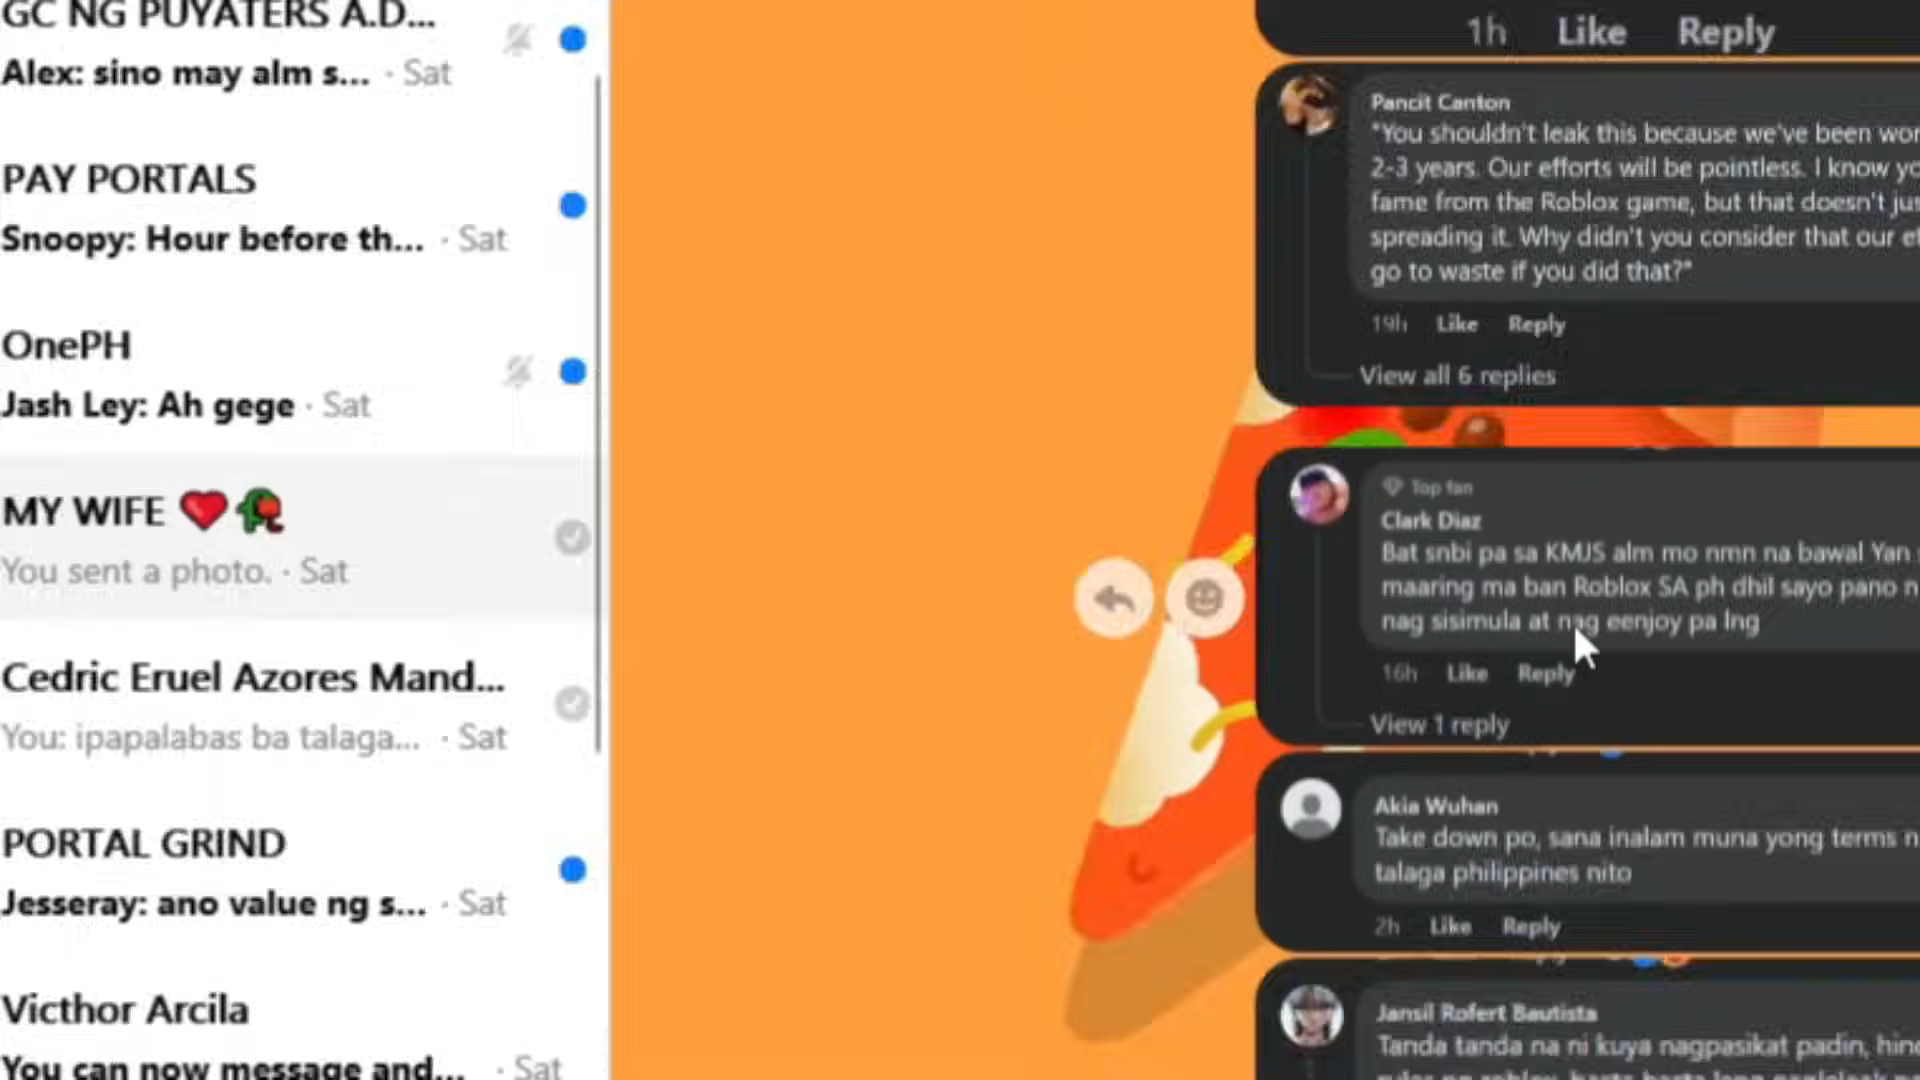 GC NG PUYATERS A.D...
Alex: sino may alm s... · Sat
PAY PORTALS
Snoopy: Hour before th... · Sat
OnePH
Jash Ley: Ah gege · Sat
MY WIFE ❤️
You sent a photo. · Sat
Cedric Eruel Azores Mand...
You: ipapalabas ba talaga... · Sat
PORTAL GRIND
Jesseray: ano value ng s... · Sat
Victhor Arcila
You can now message and... · Sat
1h Like Reply
Pancit Canton
"You shouldn't leak this because we've been wor
2-3 years. Our efforts will be pointless. I know yo
fame from the Roblox game, but that doesn't jus
spreading it. Why didn't you consider that our ef
go to waste if you did that?"
19h Like Reply
View all 6 replies
Top fan
Clark Diaz
Bat snbi pa sa KMJS alm mo nmn na bawal Yan
maaring ma ban Roblox SA ph dhil sayo pano n
nag sisimula at nag eenjoy pa lng
16h Like Reply
View 1 reply
Akia Wuhan
Take down po, sana inalam muna yong terms n
talaga philippines nito
2h Like Reply
Jansil Rofert Bautista
Tanda tanda na ni kuya nagpasikat padin, hind